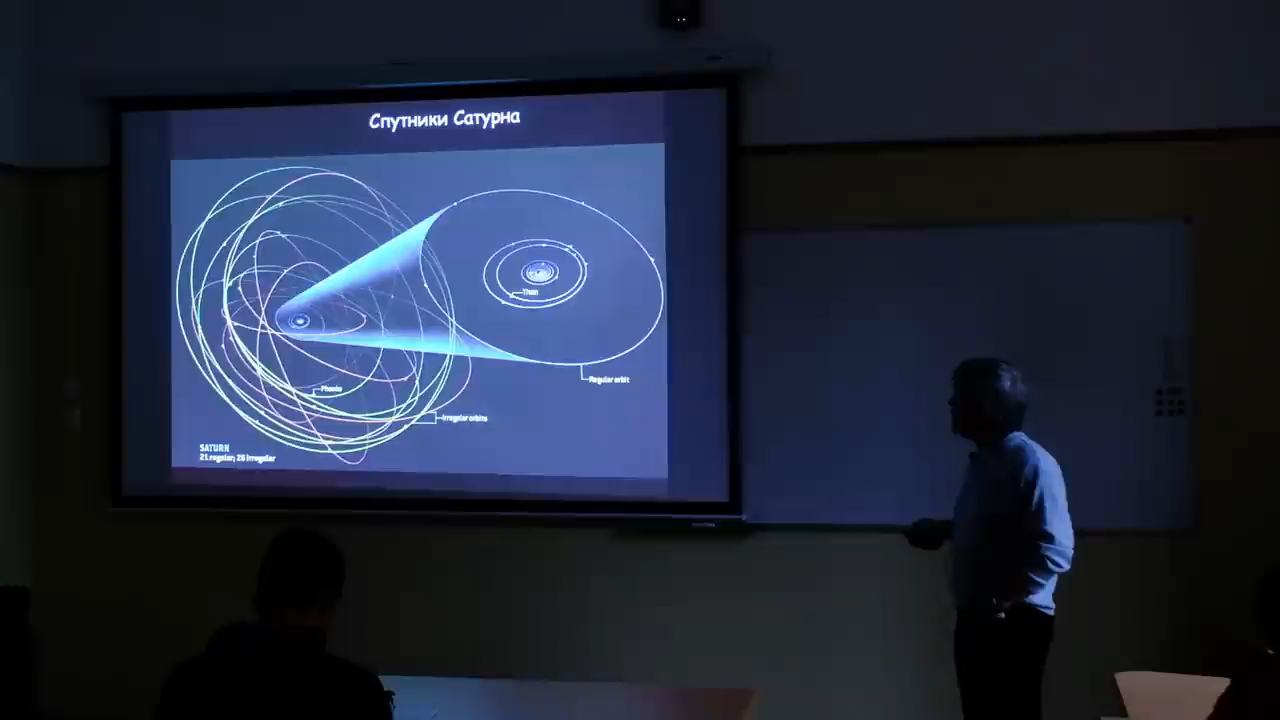 Спутники Сатурна
Titan
Regular orbit
Phoebe
Irregular orbits
SATURN
21 regular; 26 irregular